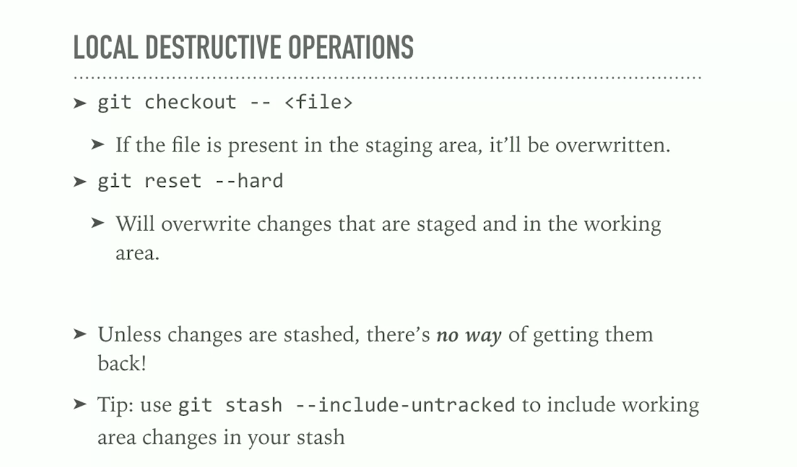 LOCAL DESTRUCTIVE OPERATIONS
➤ git checkout -- <file>
➤ If the file is present in the staging area, it’ll be overwritten.
➤ git reset --hard
➤ Will overwrite changes that are staged and in the working
area.
➤ Unless changes are stashed, there’s no way of getting them
back!
➤ Tip: use git stash --include-untracked to include working
area changes in your stash